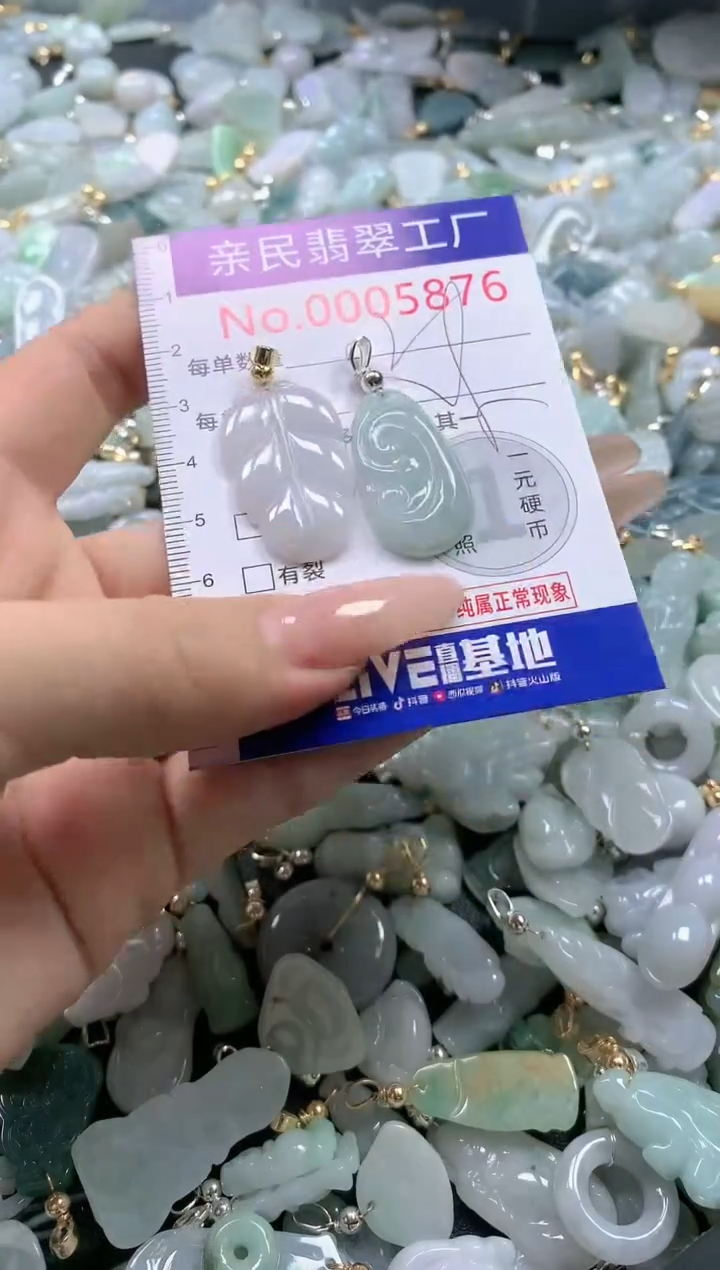 亲民翡翠工厂
No.0005876
0
1
2
每单数
3
每
其一
4
一元硬币
1
5
照
6
有裂
纯属正常现象
LIVE直播基地
今日头条 抖音 西瓜视频 抖音火山版